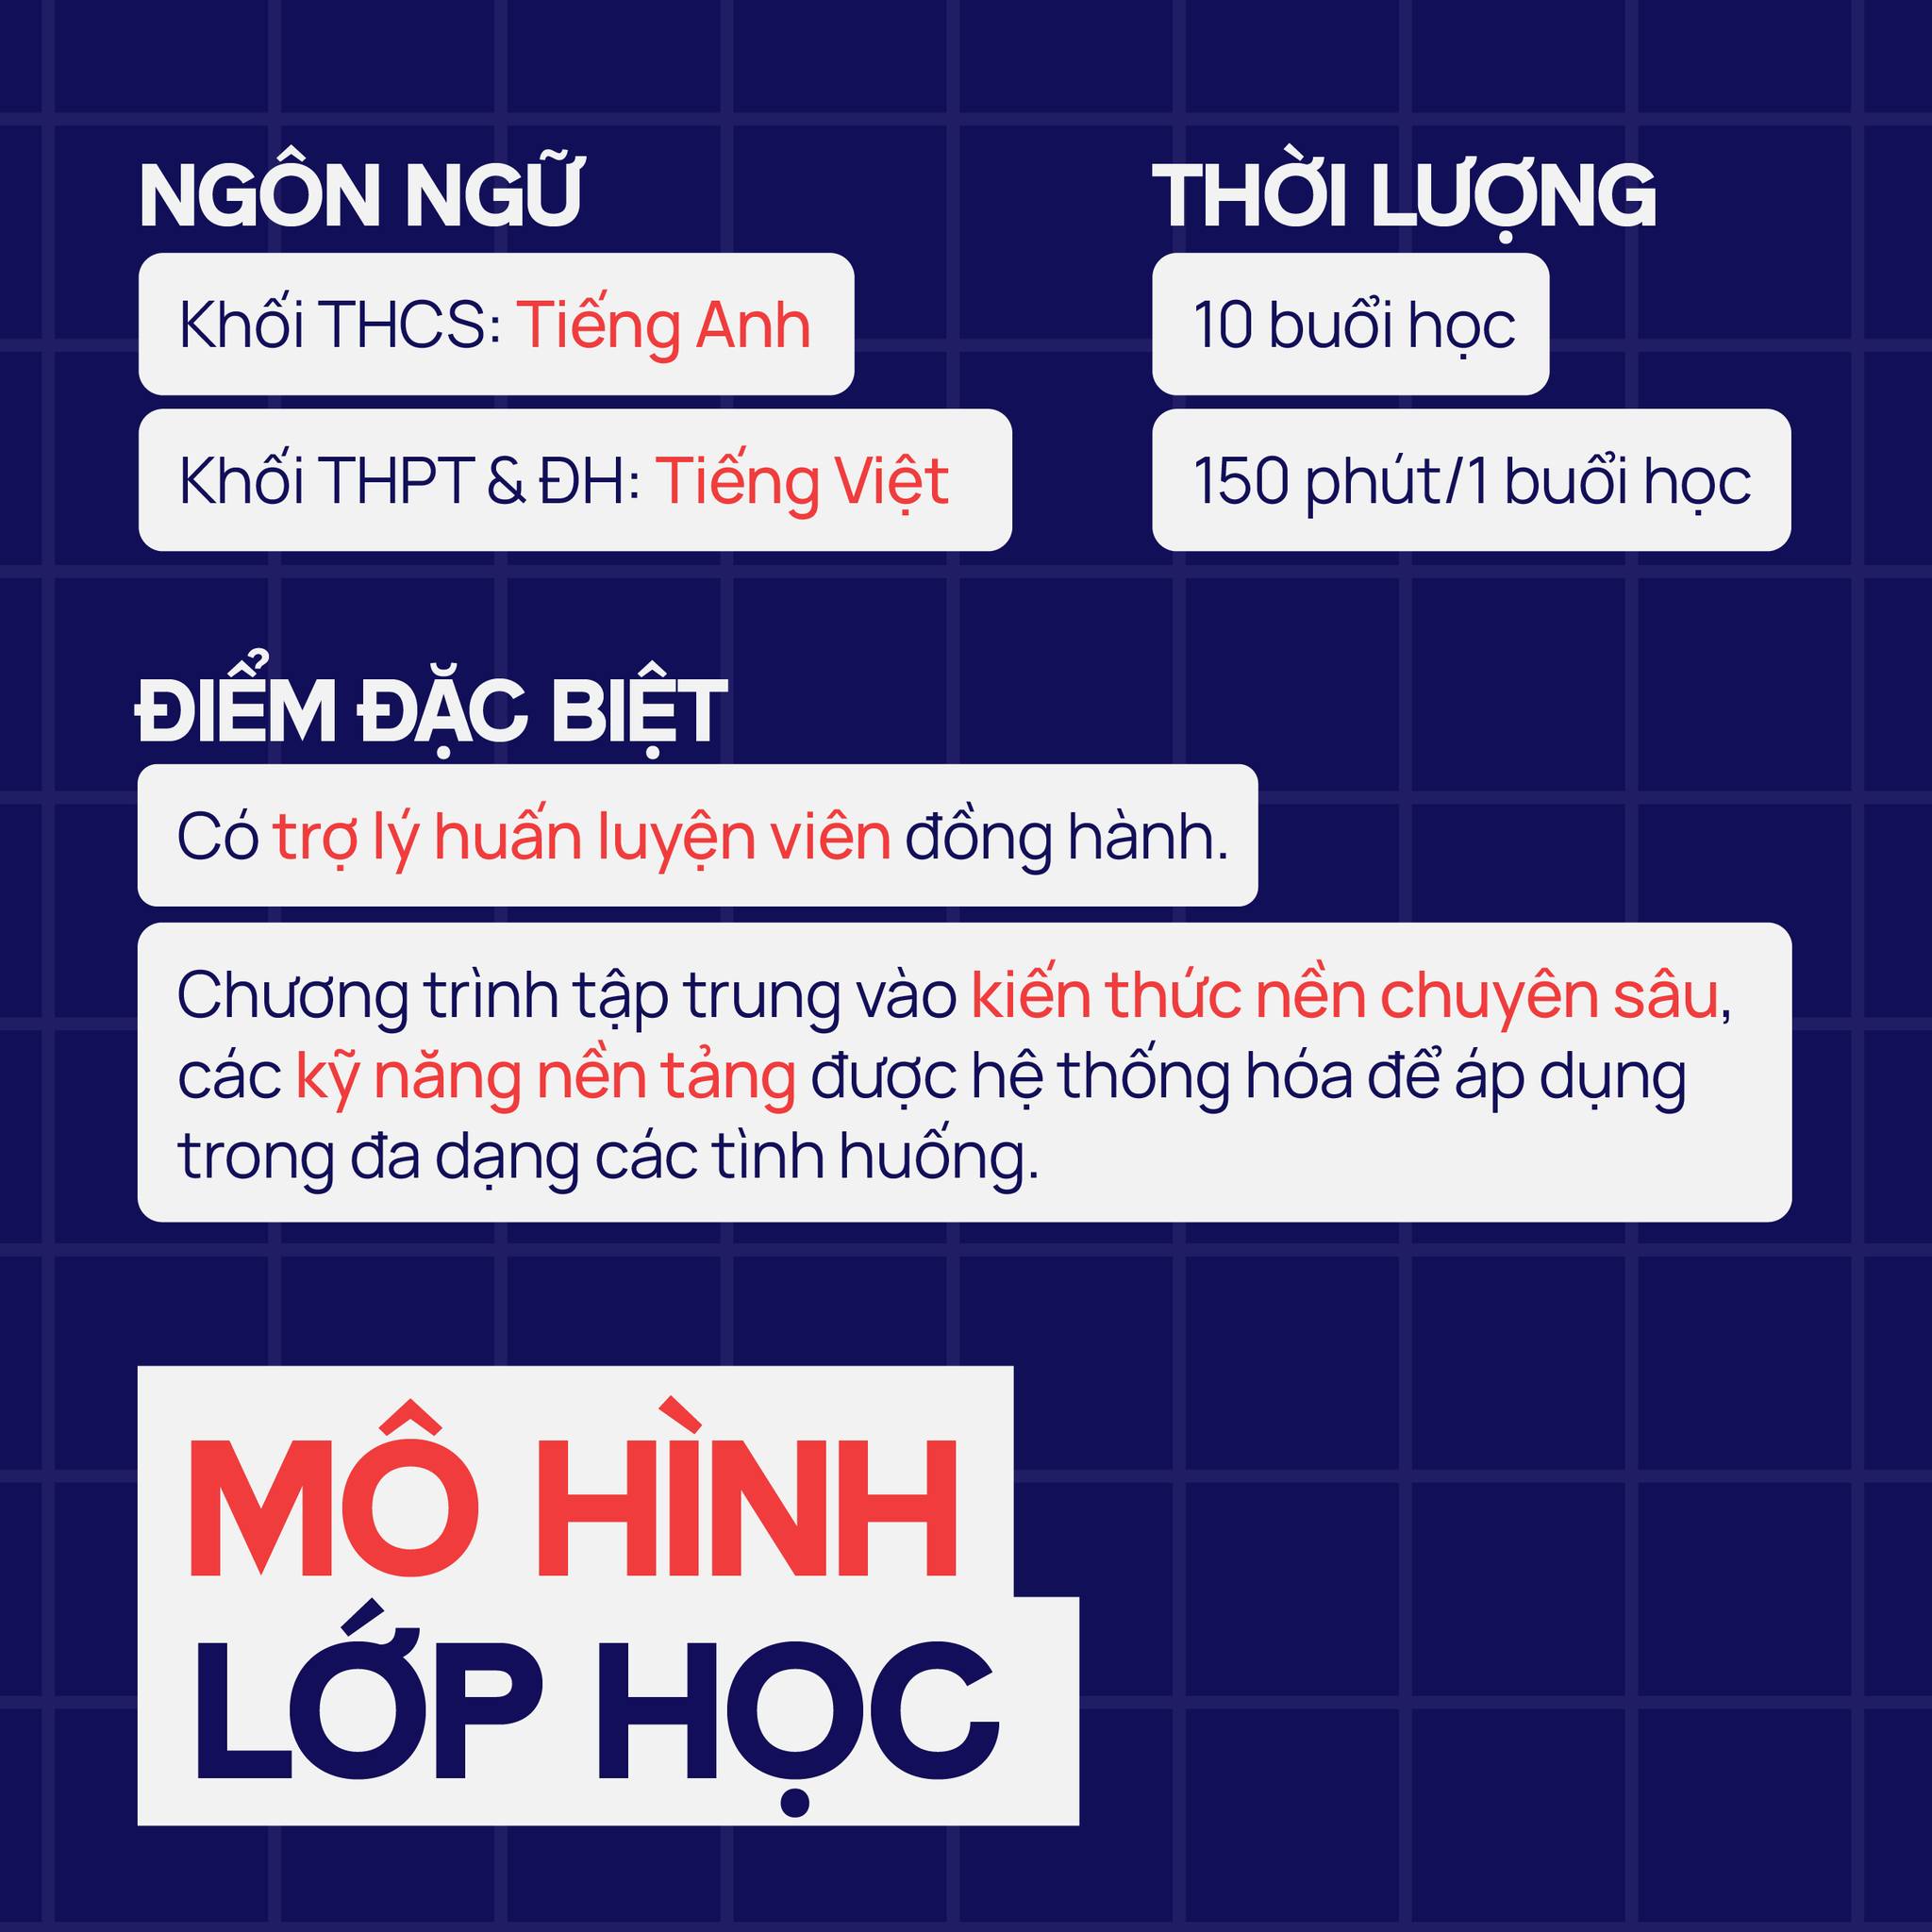 NGÔN NGỮ
Khối THCS: Tiếng Anh
Khối THPT & ĐH: Tiếng Việt
THỜI LƯỢNG
10 buổi học
150 phút/1 buổi học
ĐIỂM ĐẶC BIỆT
Có trợ lý huấn luyện viên đồng hành.
Chương trình tập trung vào kiến thức nền chuyên sâu,
các kỹ năng nền tảng được hệ thống hóa để áp dụng
trong đa dạng các tình huống.
MÔ HÌNH
LỚP HỌC